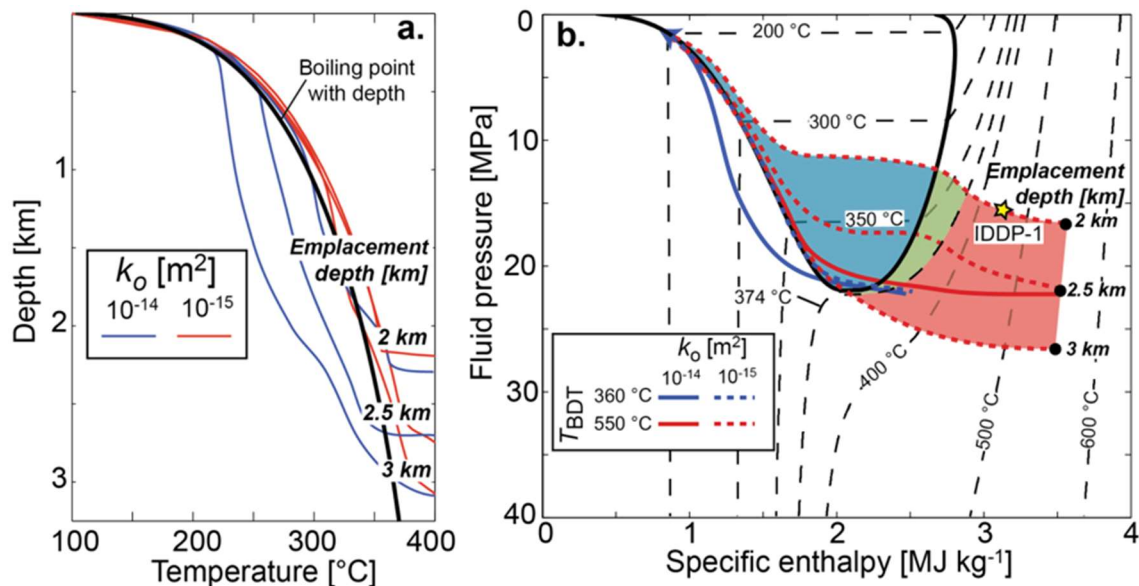 a.
Boiling point
with depth
Emplacement
depth [km]
kₒ [m²]
10⁻¹⁴ 10⁻¹⁵
2 km
2.5 km
3 km
1
2
3
Depth [km]
100 200 300 400
Temperature [°C]
b.
200 °C
300 °C
350 °C
374 °C
400 °C
500 °C
600 °C
Emplacement
depth [km]
IDDP-1
2 km
2.5 km
3 km
kₒ [m²]
10⁻¹⁴ 10⁻¹⁵
360 °C
550 °C
T_BDT
0
10
20
30
40
Fluid pressure [MPa]
0 1 2 3 4
Specific enthalpy [MJ kg⁻¹]